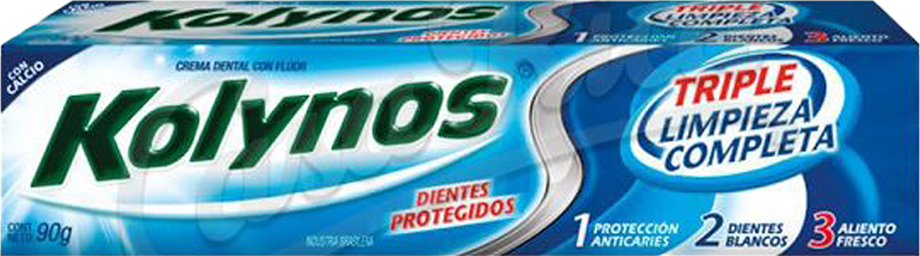 Kolynos
TRIPLE
LIMPIEZA
COMPLETA
1 PROTECCIÓN
ANTICARIES
2 DIENTES
BLANCOS
3 ALIENTO
FRESCO
CON
CALCIO
CREMA DENTAL CON FLÚOR
Kolynos®
DIENTES
PROTEGIDOS
TRIPLE
LIMPIEZA
COMPLETA
CONT.
NETO 90g
INDUSTRIA BRASILEÑA
1 PROTECCIÓN
ANTICARIES
2 DIENTES
BLANCOS
3 ALIENTO
FRESCO